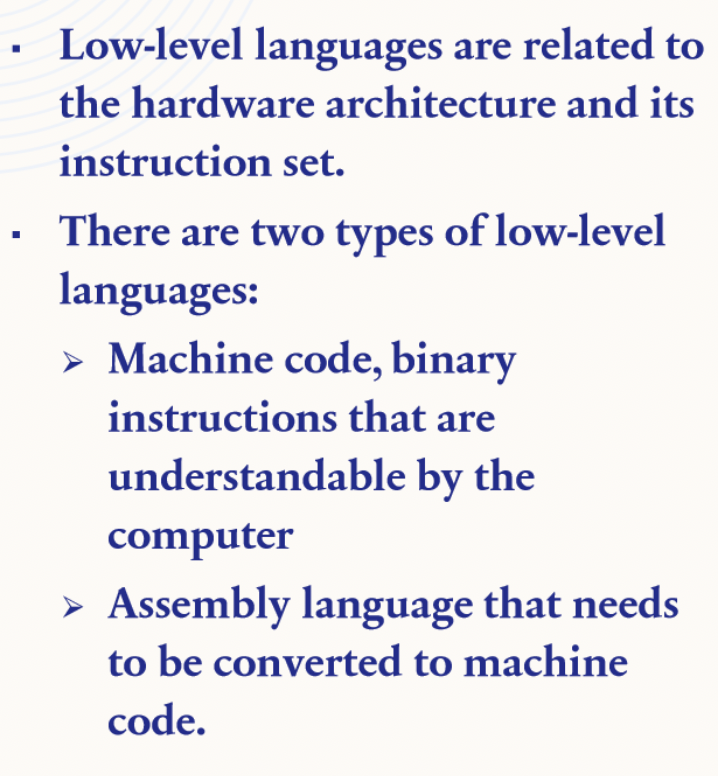 ▪ Low-level languages are related to
the hardware architecture and its
instruction set.
▪ There are two types of low-level
languages:
➢ Machine code, binary
instructions that are
understandable by the
computer
➢ Assembly language that needs
to be converted to machine
code.